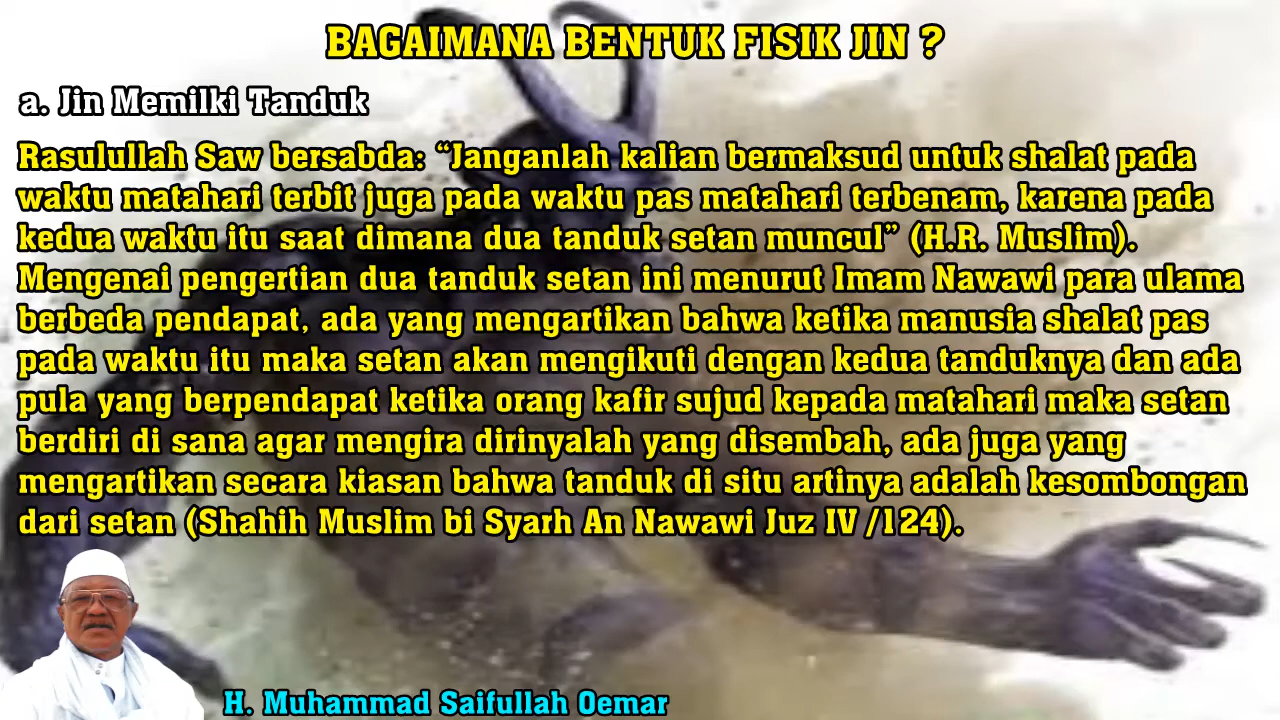 BAGAIMANA BENTUK FISIK JIN ?
a. Jin Memilki Tanduk
Rasulullah Saw bersabda: “Janganlah kalian bermaksud untuk shalat pada
waktu matahari terbit juga pada waktu pas matahari terbenam, karena pada
kedua waktu itu saat dimana dua tanduk setan muncul” (H.R. Muslim).
Mengenai pengertian dua tanduk setan ini menurut Imam Nawawi para ulama
berbeda pendapat, ada yang mengartikan bahwa ketika manusia shalat pas
pada waktu itu maka setan akan mengikuti dengan kedua tanduknya dan ada
pula yang berpendapat ketika orang kafir sujud kepada matahari maka setan
berdiri di sana agar mengira dirinyalah yang disembah, ada juga yang
mengartikan secara kiasan bahwa tanduk di situ artinya adalah kesombongan
dari setan (Shahih Muslim bi Syarh An Nawawi Juz IV /124).
H. Muhammad Saifullah Oemar